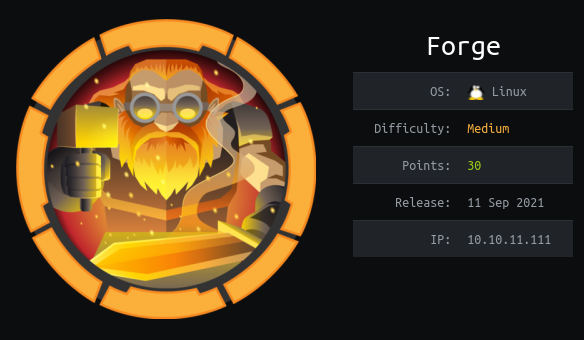 Forge
OS: Linux
Difficulty: Medium
Points: 30
Release: 11 Sep 2021
IP: 10.10.11.111